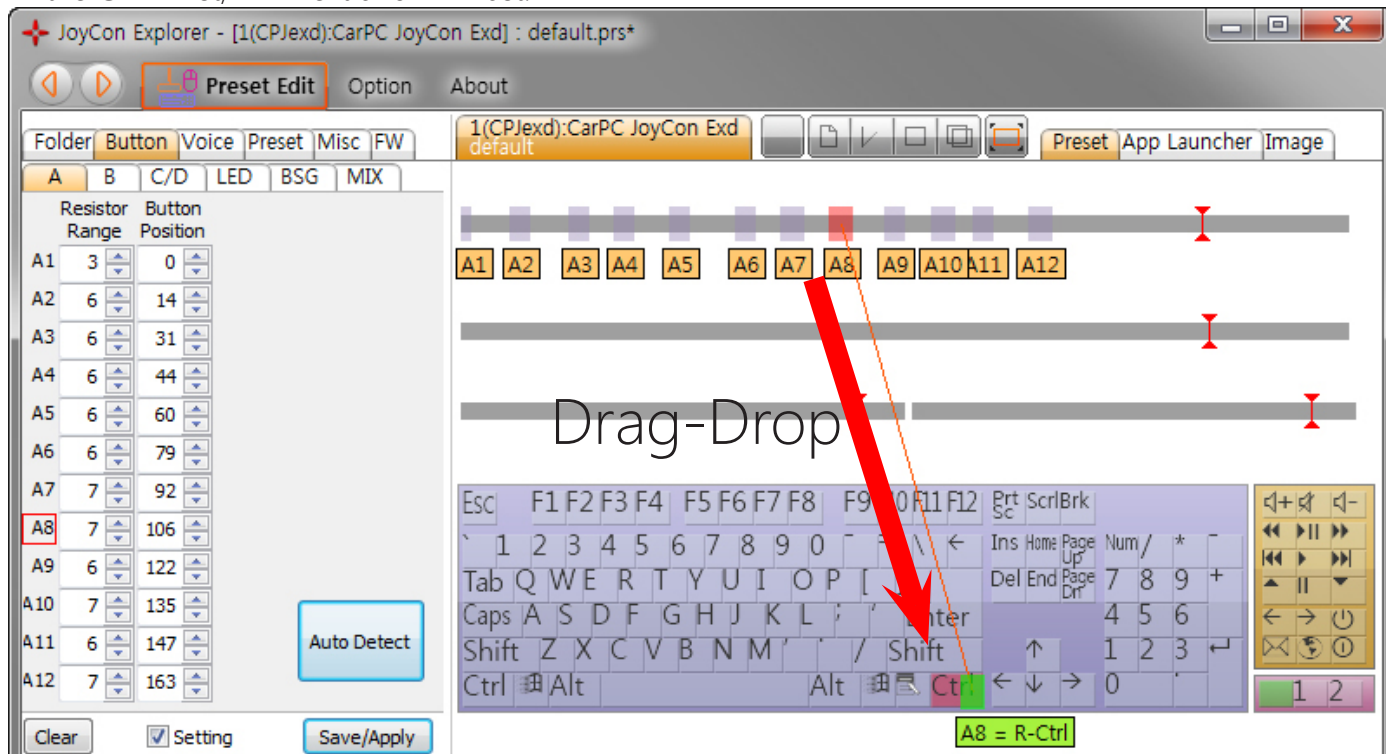 JoyCon Explorer - [1(CPJexd):CarPC JoyCon Exd] : default.prs*
Preset Edit Option About
Folder Button Voice Preset Misc FW
1(CPJexd):CarPC JoyCon Exd
default
Preset App Launcher Image
A B C/D LED BSG MIX
Resistor Button
Range Position
A1 3 0
A2 6 14
A3 6 31
A4 6 44
A5 6 60
A6 6 79
A7 7 92
A8 7 106
A9 6 122
A10 7 135
A11 6 147
A12 7 163
Auto Detect
Clear Setting Save/Apply
A1 A2 A3 A4 A5 A6 A7 A8 A9 A10 A11 A12
Drag-Drop
Esc F1 F2 F3 F4 F5 F6 F7 F8 F9 F11 F12 Prt Sc Scrl Brk
` 1 2 3 4 5 6 7 8 9 0 - \ ← Ins Home Page Up Num / * -
Tab Q W E R T Y U I O P [ Del End Page Dn 7 8 9 +
Caps A S D F G H J K L ; ' Enter 4 5 6
Shift Z X C V B N M / Shift ↑ 1 2 3 ↵
Ctrl Alt Alt Ctrl ← ↓ → 0 .
1 2
A8 = R-Ctrl